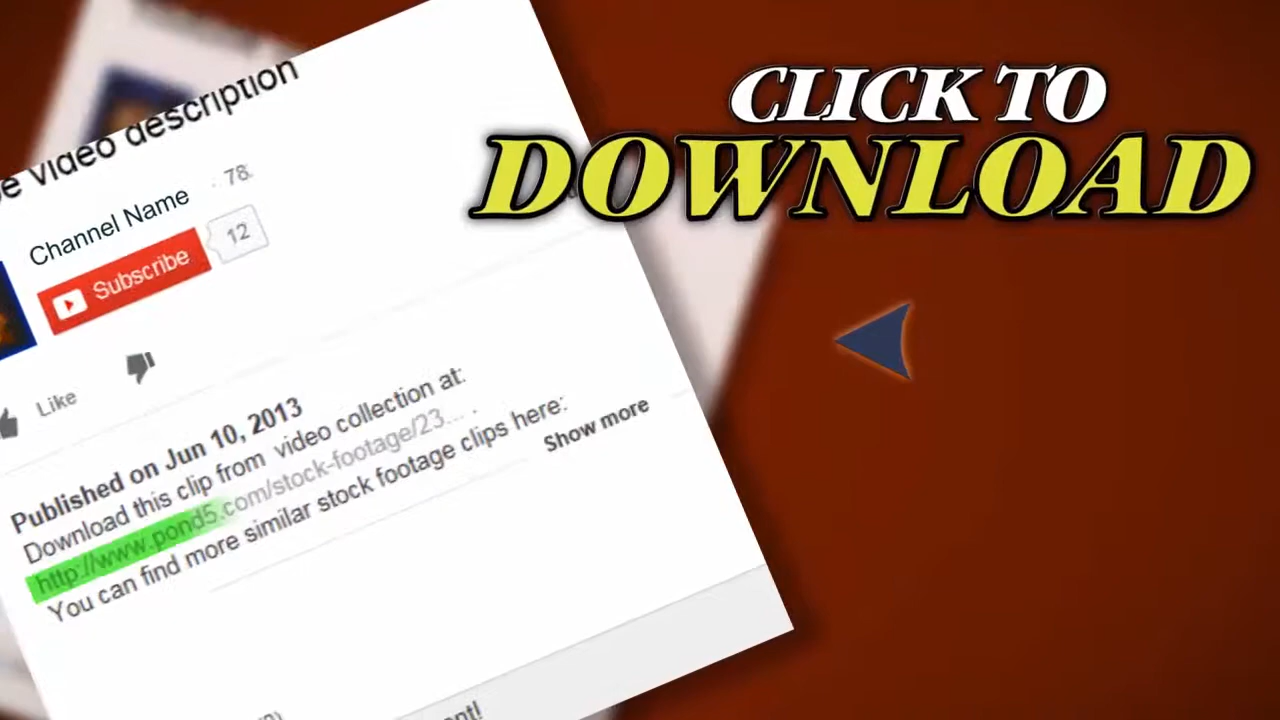 CLICK TO
DOWNLOAD
video description
Channel Name
78
Subscribe
12
Like
Published on Jun 10, 2013
Download this clip from video collection at:
http://www.pond5.com/stock-footage/23...
You can find more similar stock footage clips here:
Show more